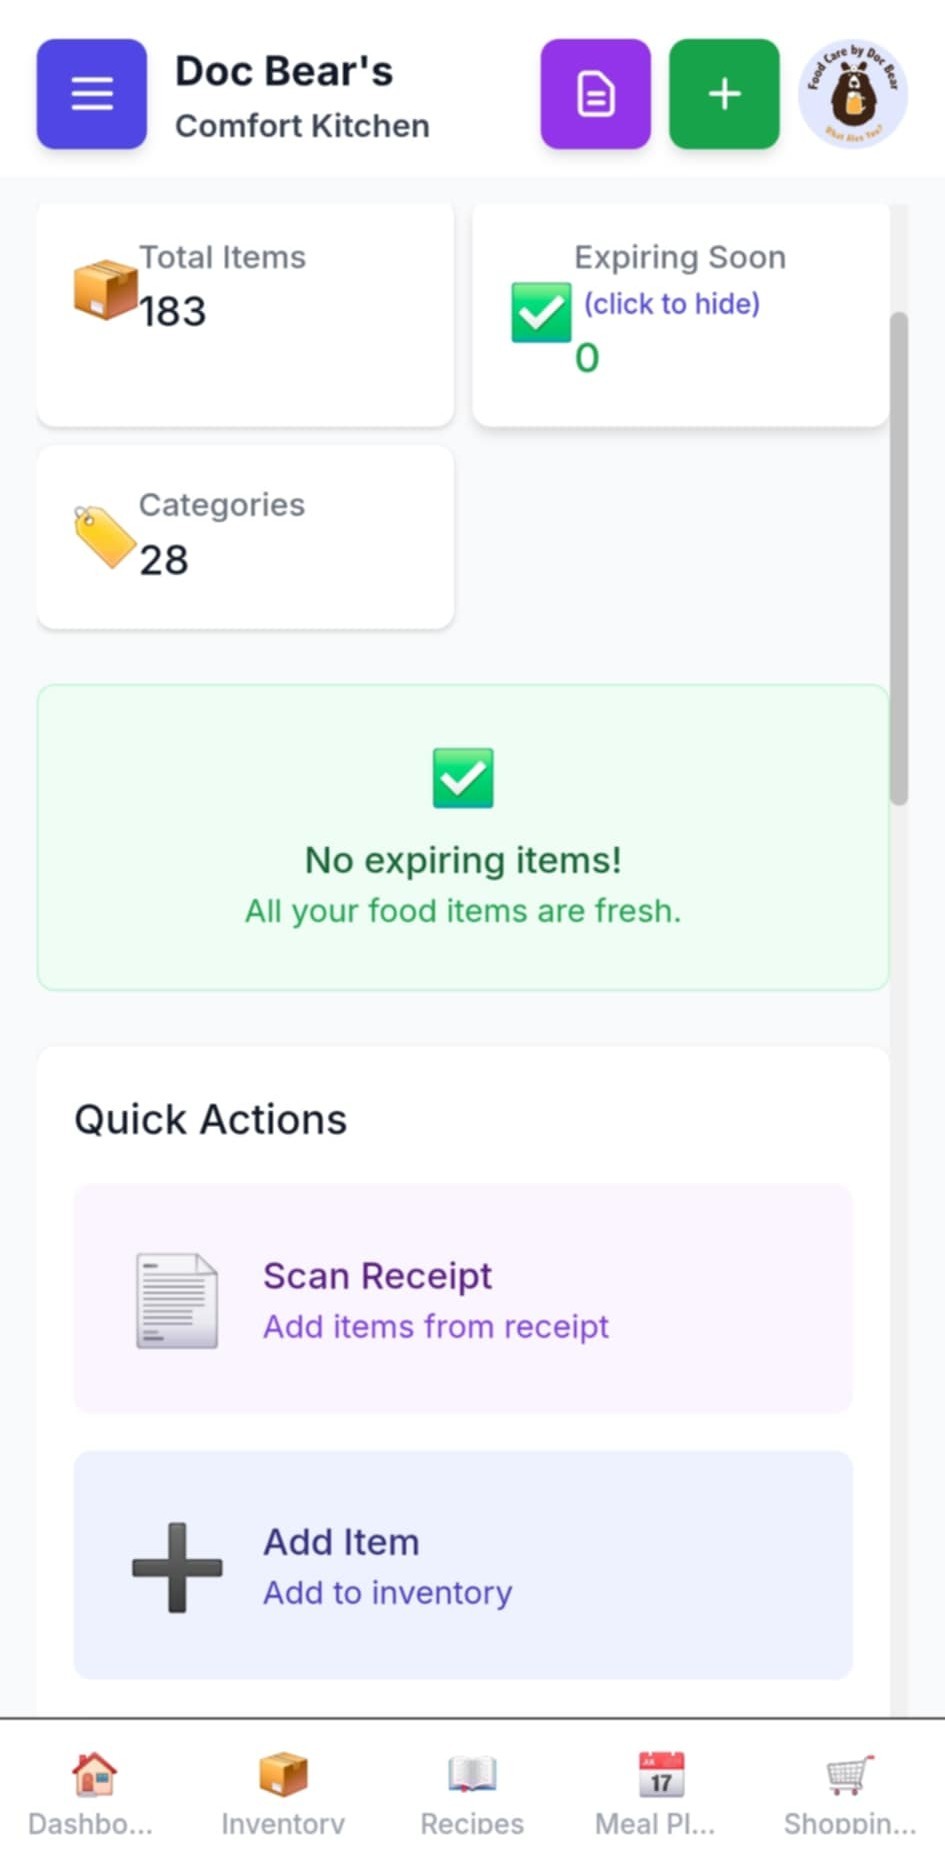 Doc Bear's
Comfort Kitchen
Food Care by Doc Bear
What Ales You?
Total Items
183
Expiring Soon
(click to hide)
0
Categories
28
No expiring items!
All your food items are fresh.
Quick Actions
Scan Receipt
Add items from receipt
Add Item
Add to inventory
JUL
17
Dashbo...
Inventory
Recipes
Meal Pl...
Shoppin...